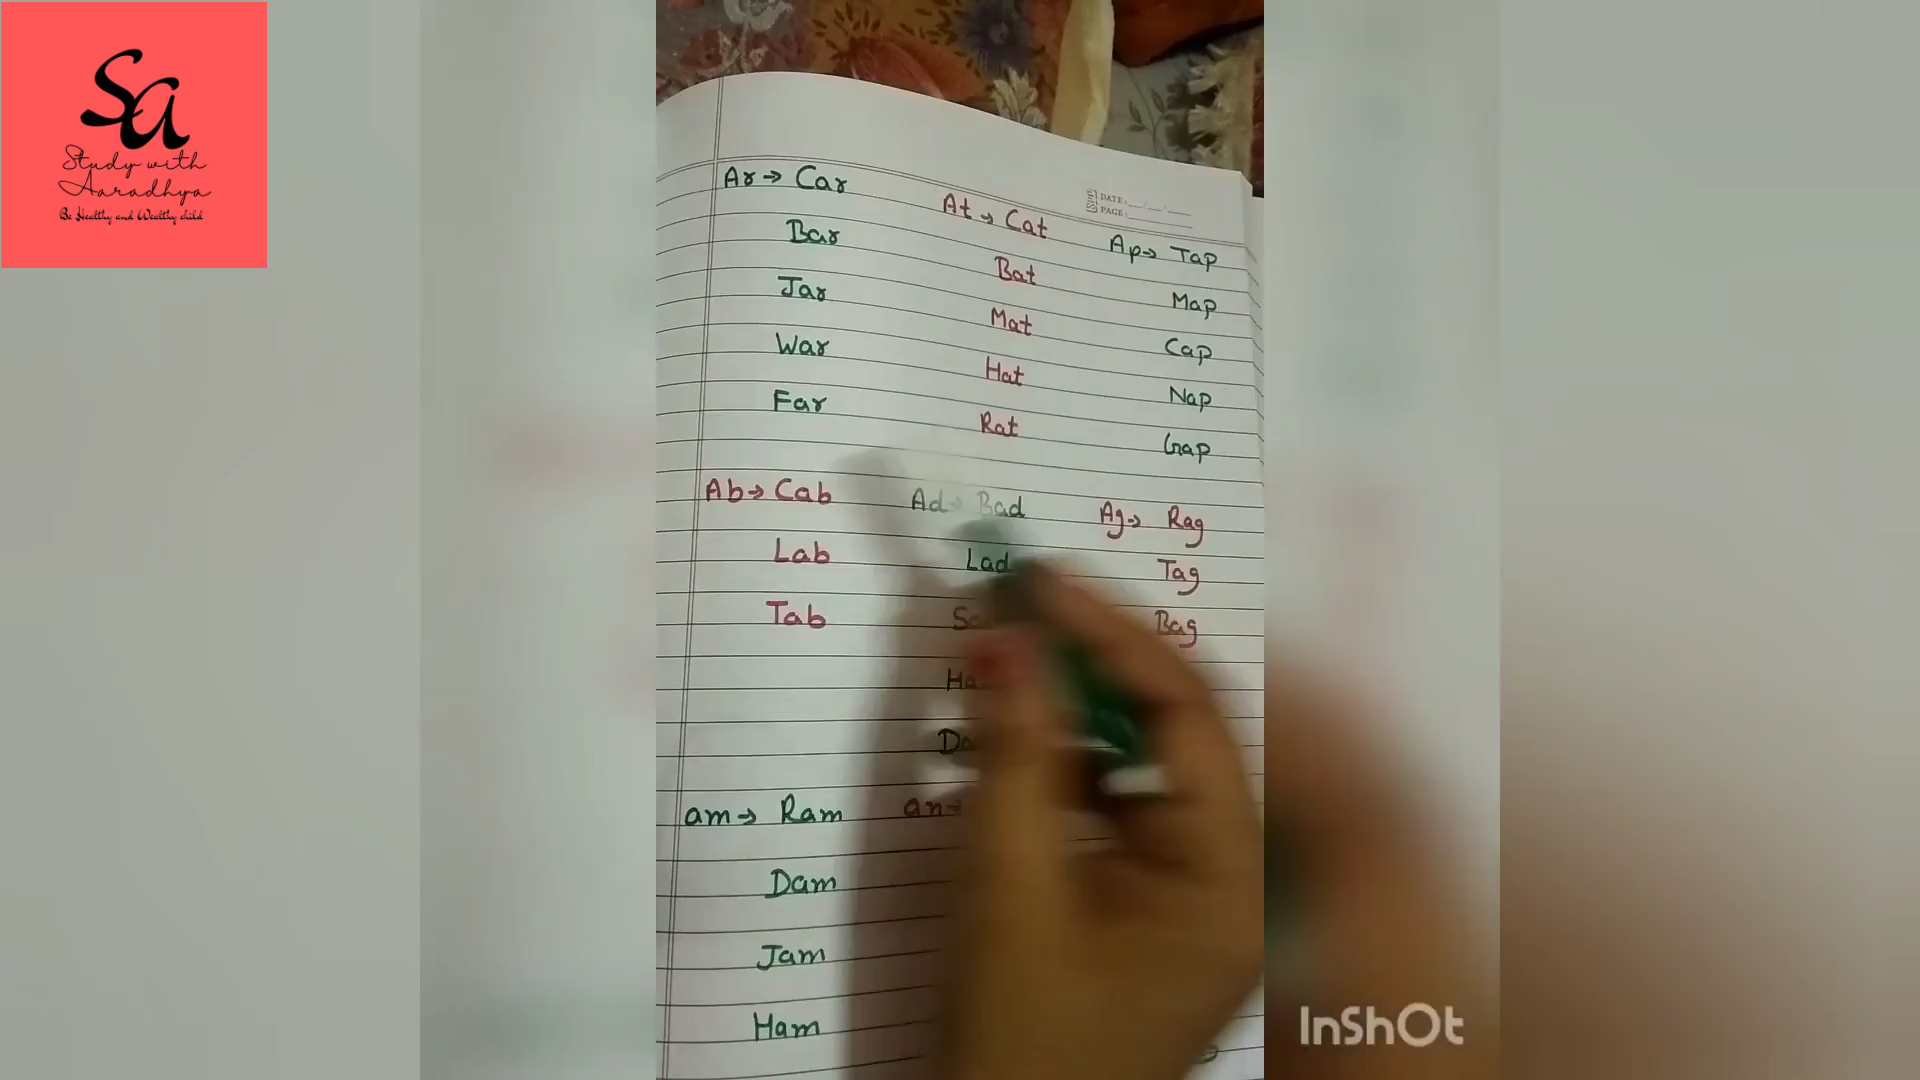 SA
Study with
Aaradhya
Be Healthy and Wealthy child
DATE:
PAGE:
Ar → Car
Bar
Jar
War
Far
At → Cat
Bat
Mat
Hat
Rat
Ap → Tap
Map
Cap
Nap
Gap
Ab → Cab
Lab
Tab
Ad → Bad
Lad
Ag → Rag
Tag
Bag
am → Ram
Dam
Jam
Ham
an →
InShOt